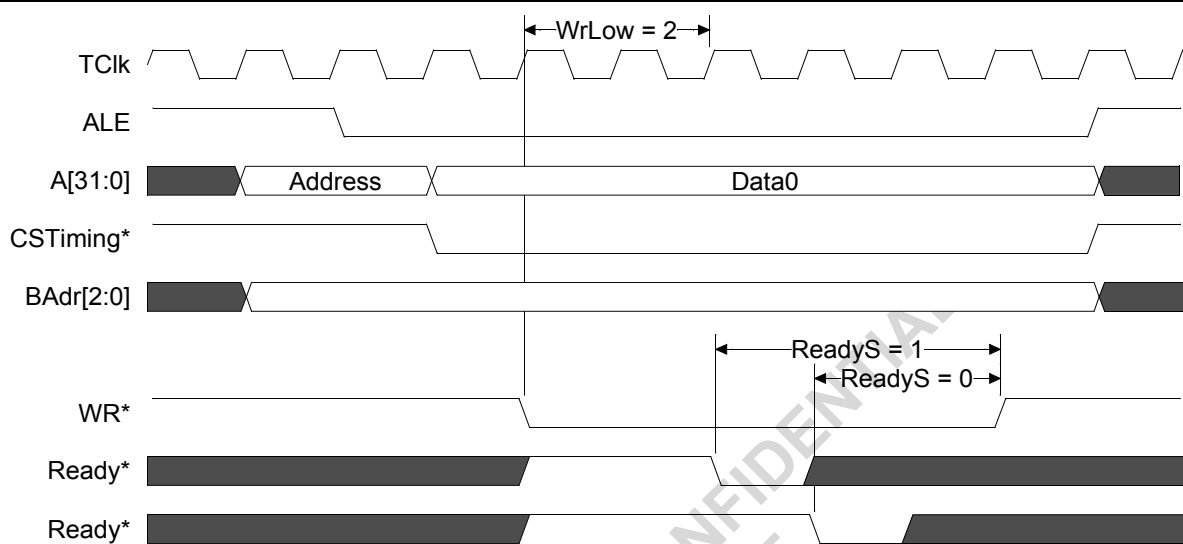 WrLow = 2
TClk
ALE
A[31:0] Address Data0
CSTiming*
BAdr[2:0]
ReadyS = 1
ReadyS = 0
WR*
Ready*
Ready*